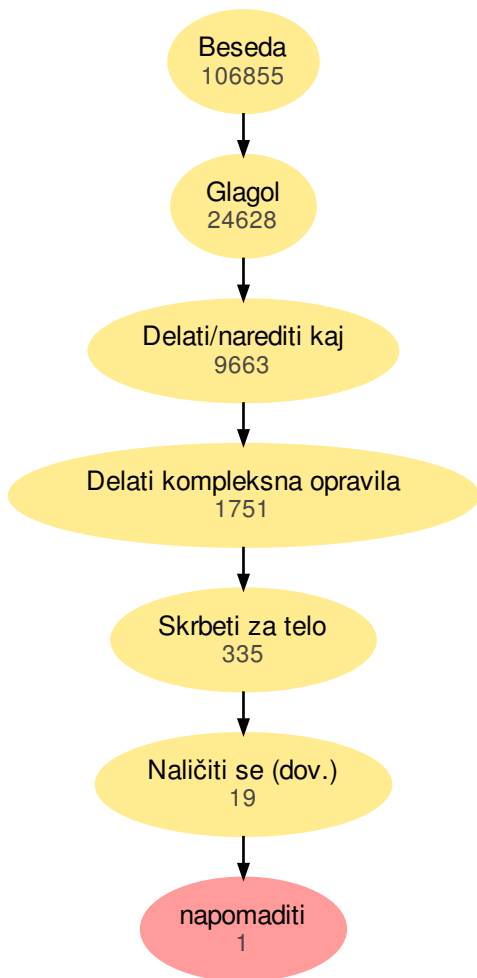 Beseda
106855
Glagol
24628
Delati/narediti kaj
9663
Delati kompleksna opravila
1751
Skrbeti za telo
335
Naličiti se (dov.)
19
napomaditi
1